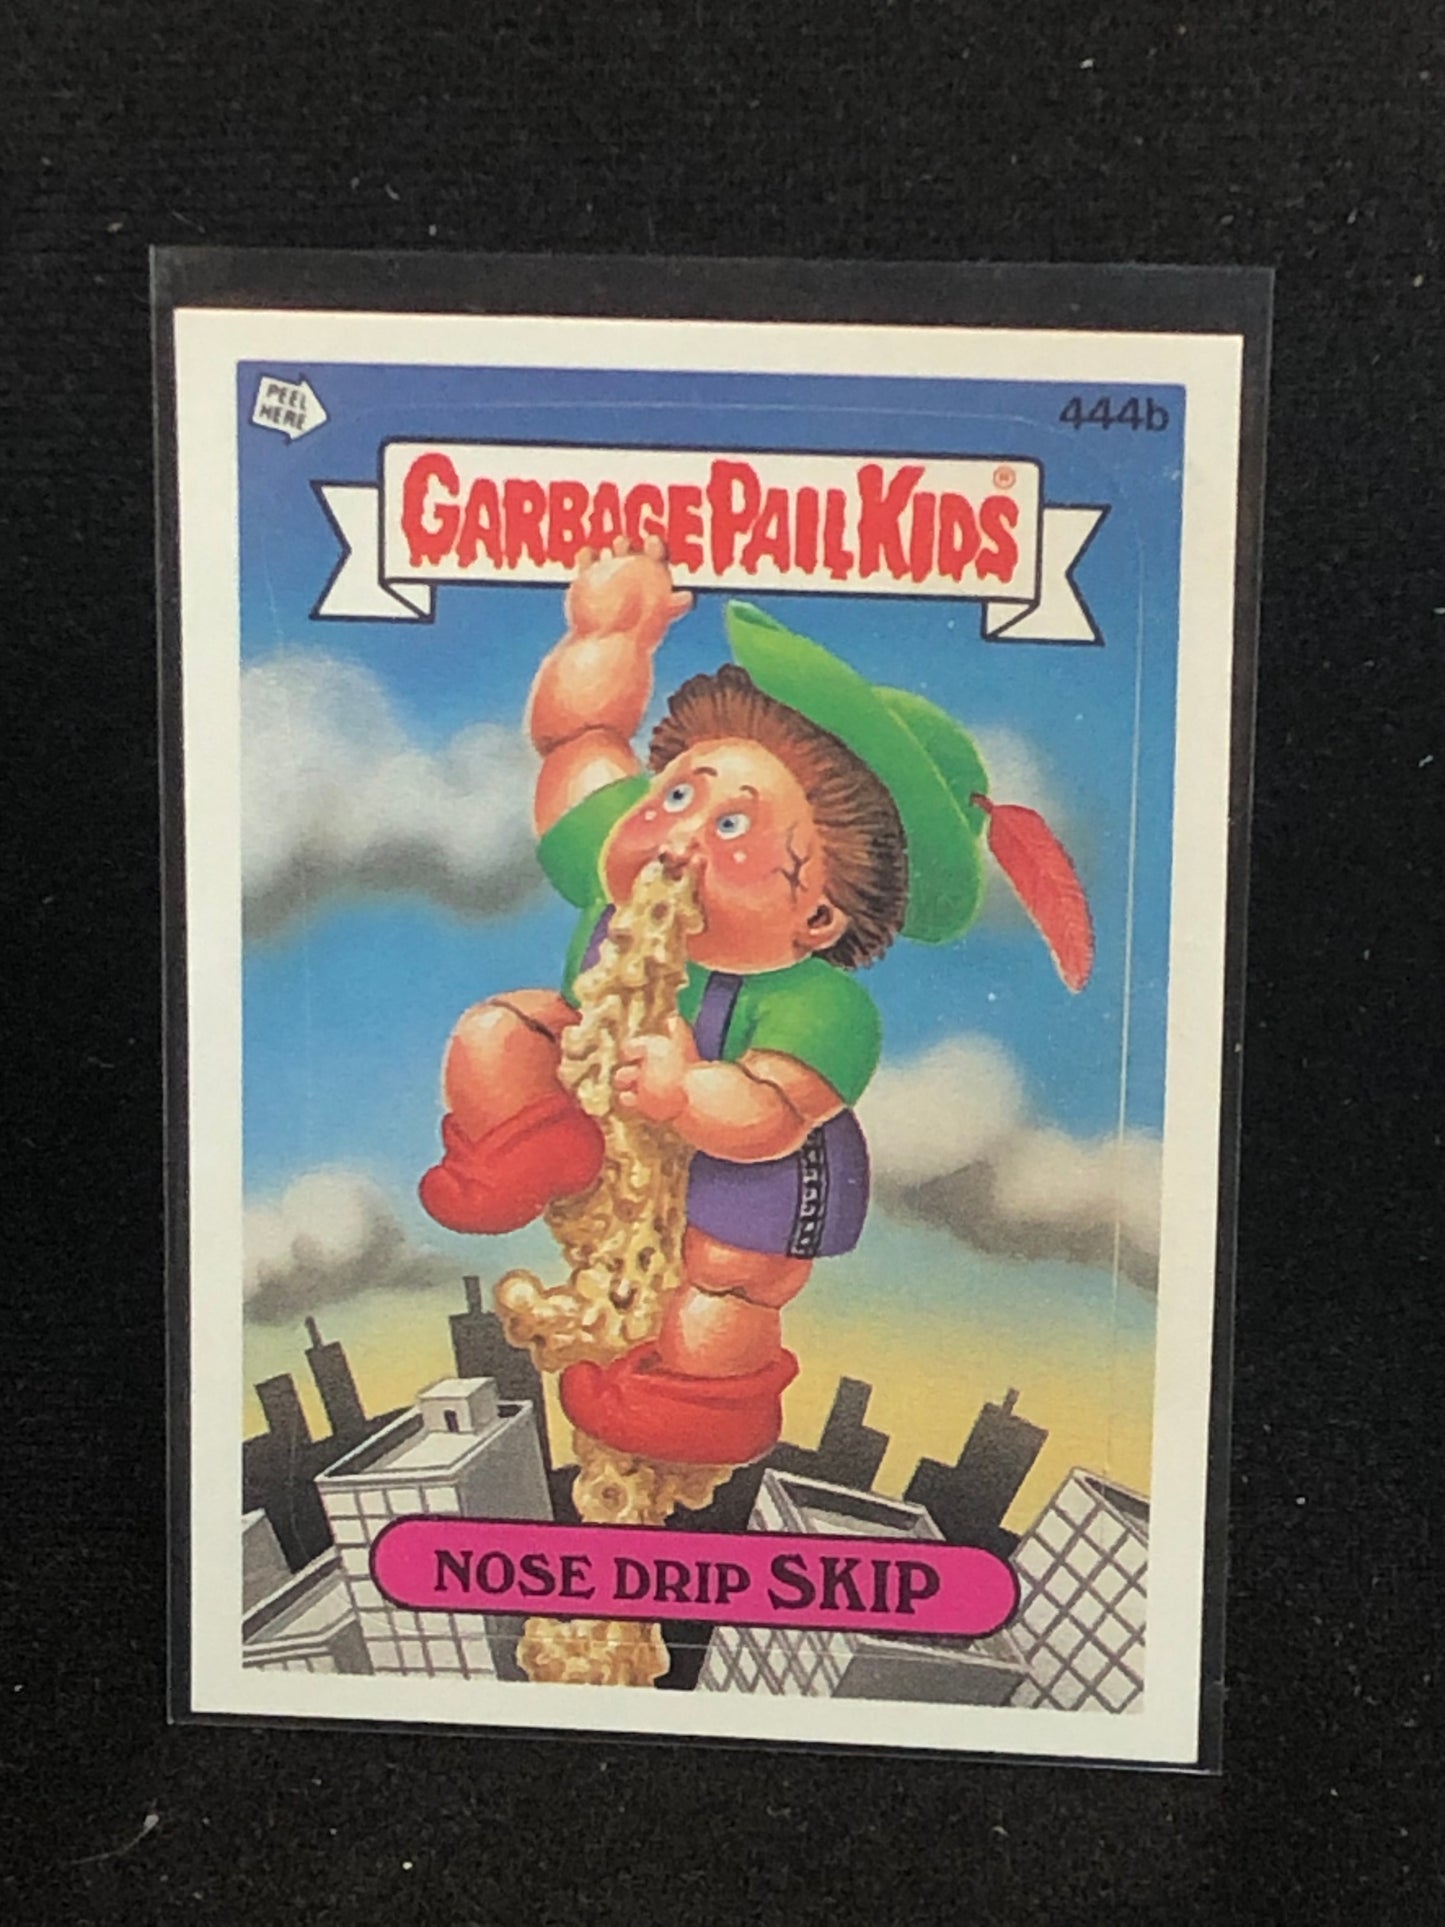 PEEL
HERE
444b
GARBAGE PAIL KIDS®
NOSE DRIP SKIP